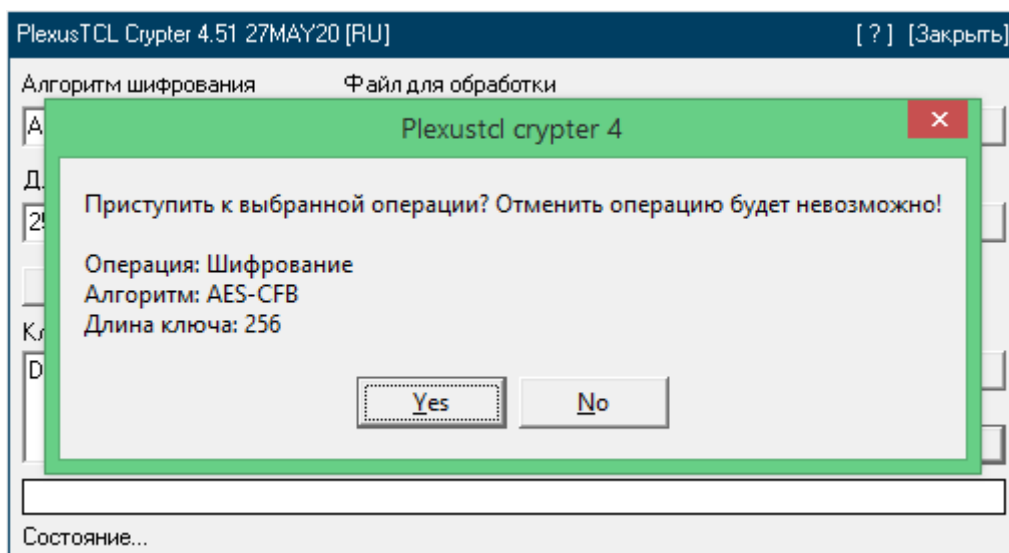 PlexusTCL Crypter 4.51 27MAY20 [RU] [ ? ] [Закрыть]
Алгоритм шифрования Файл для обработки
Plexustcl crypter 4
Приступить к выбранной операции? Отменить операцию будет невозможно!
Операция: Шифрование
Алгоритм: AES-CFB
Длина ключа: 256
Yes No
Состояние...